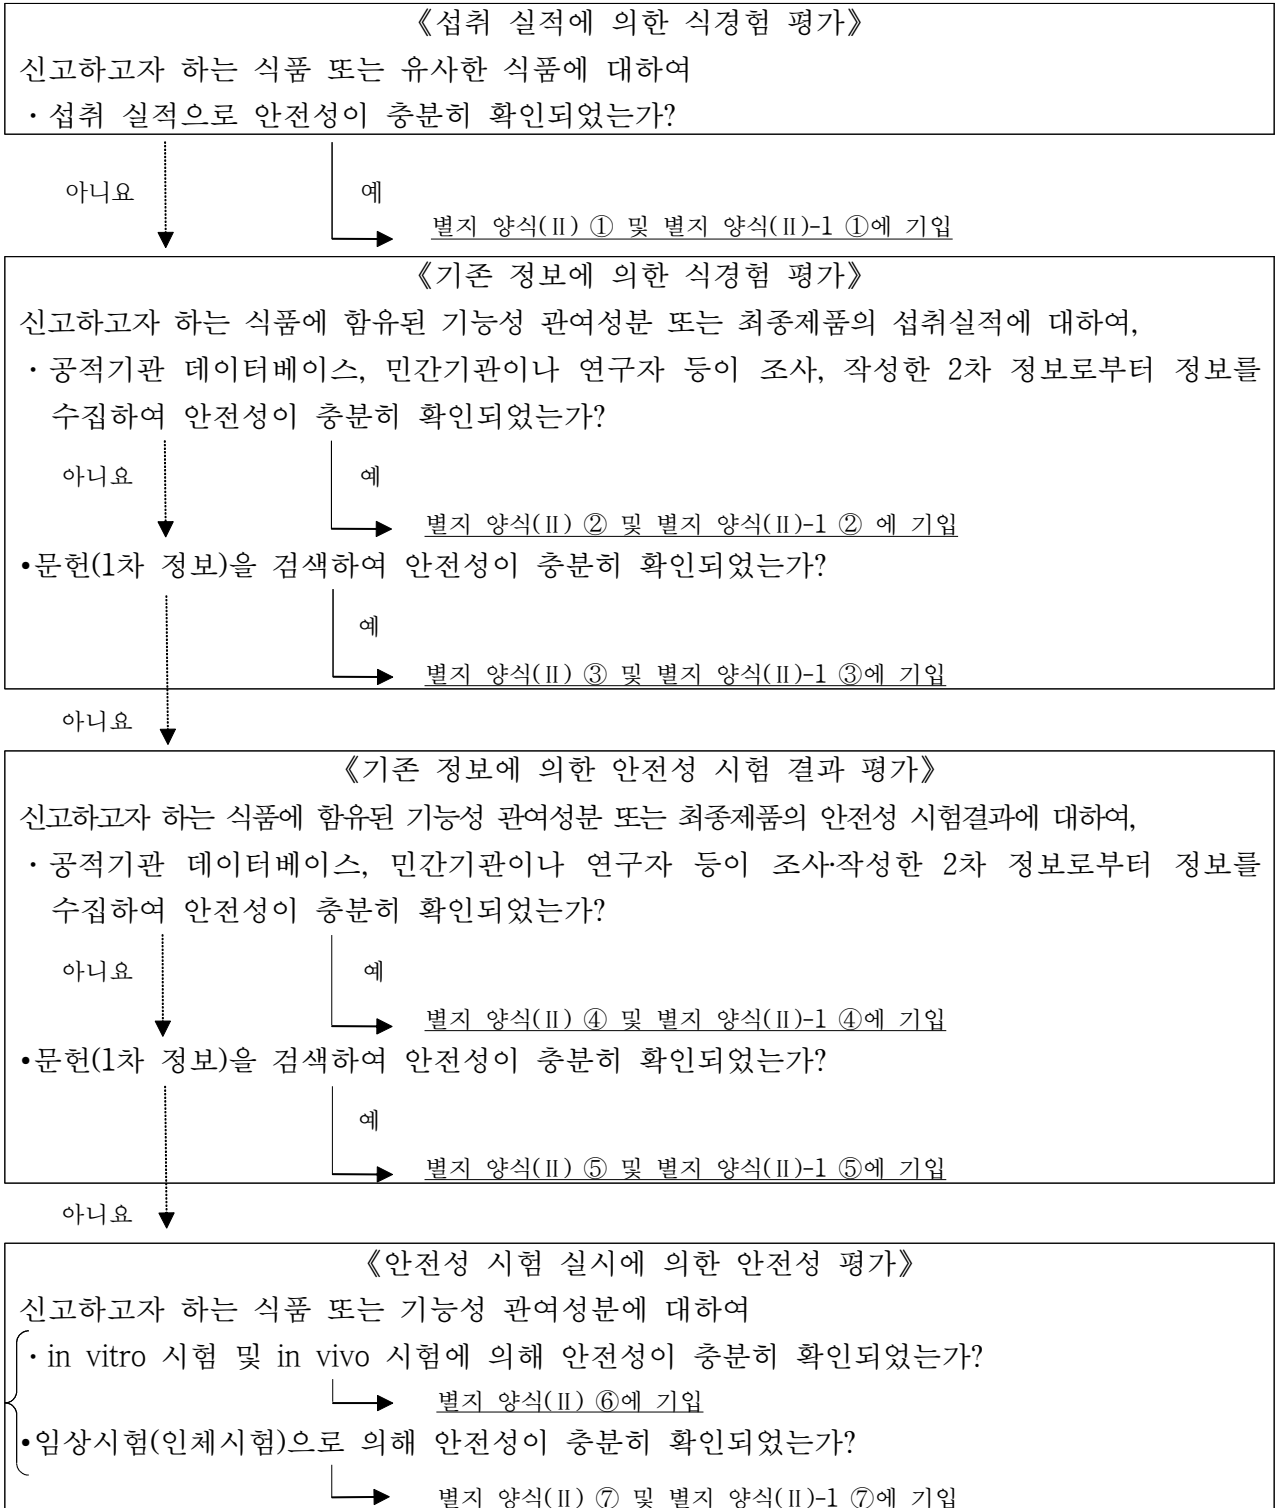 《섭취 실적에 의한 식경험 평가》
신고하고자 하는 식품 또는 유사한 식품에 대하여
· 섭취 실적으로 안전성이 충분히 확인되었는가?
아니요
예
별지 양식(Ⅱ) ① 및 별지 양식(Ⅱ)-1 ①에 기입
《기존 정보에 의한 식경험 평가》
신고하고자 하는 식품에 함유된 기능성 관여성분 또는 최종제품의 섭취실적에 대하여,
· 공적기관 데이터베이스, 민간기관이나 연구자 등이 조사, 작성한 2차 정보로부터 정보를
수집하여 안전성이 충분히 확인되었는가?
아니요
예
별지 양식(Ⅱ) ② 및 별지 양식(Ⅱ)-1 ② 에 기입
•문헌(1차 정보)을 검색하여 안전성이 충분히 확인되었는가?
예
별지 양식(Ⅱ) ③ 및 별지 양식(Ⅱ)-1 ③에 기입
아니요
《기존 정보에 의한 안전성 시험 결과 평가》
신고하고자 하는 식품에 함유된 기능성 관여성분 또는 최종제품의 안전성 시험결과에 대하여,
· 공적기관 데이터베이스, 민간기관이나 연구자 등이 조사·작성한 2차 정보로부터 정보를
수집하여 안전성이 충분히 확인되었는가?
아니요
예
별지 양식(Ⅱ) ④ 및 별지 양식(Ⅱ)-1 ④에 기입
•문헌(1차 정보)을 검색하여 안전성이 충분히 확인되었는가?
예
별지 양식(Ⅱ) ⑤ 및 별지 양식(Ⅱ)-1 ⑤에 기입
아니요
《안전성 시험 실시에 의한 안전성 평가》
신고하고자 하는 식품 또는 기능성 관여성분에 대하여
· in vitro 시험 및 in vivo 시험에 의해 안전성이 충분히 확인되었는가?
별지 양식(Ⅱ) ⑥에 기입
•임상시험(인체시험)으로 의해 안전성이 충분히 확인되었는가?
별지 양식(Ⅱ) ⑦ 및 별지 양식(Ⅱ)-1 ⑦에 기입